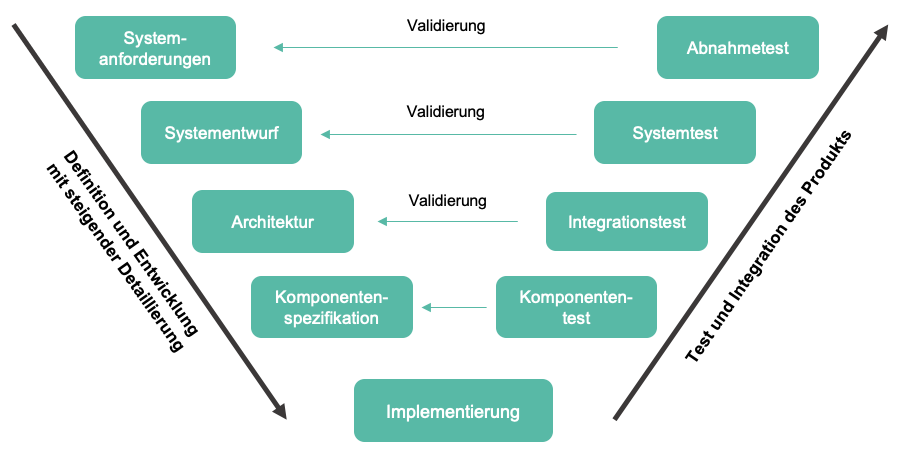 System-
anforderungen
Validierung
Abnahmetest
Systementwurf
Validierung
Systemtest
Architektur
Validierung
Integrationstest
Komponenten-
spezifikation
Komponenten-
test
Implementierung
Definition und Entwicklung
mit steigender Detaillierung
Test und Integration des Produkts